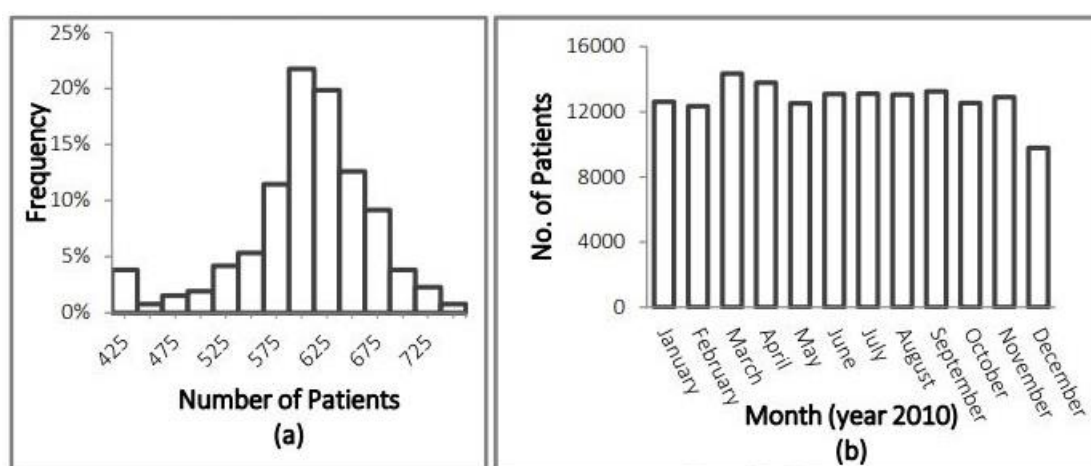 25%
20%
15%
10%
5%
0%
Frequency
425
475
525
575
625
675
725
Number of Patients
(a)
16000
12000
8000
4000
0
No. of Patients
January
February
March
April
May
June
July
August
September
October
November
December
Month (year 2010)
(b)